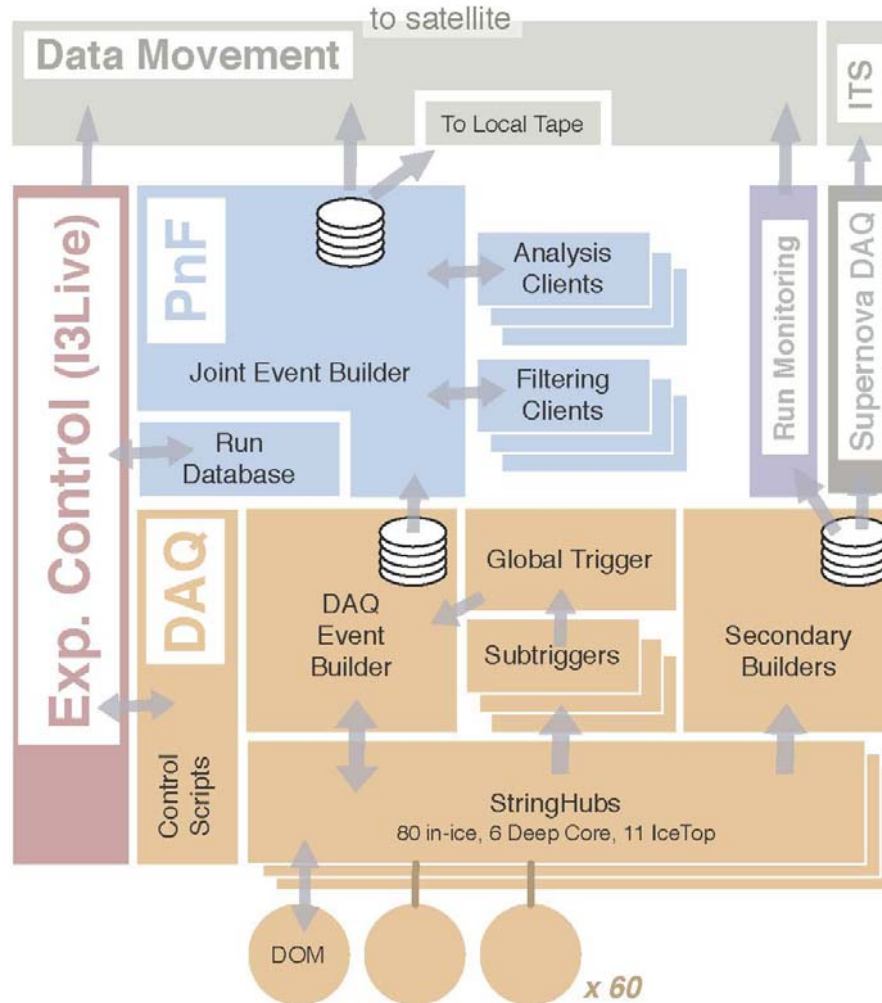 to satellite
Data Movement
ITS
To Local Tape
Exp. Control (I3Live)
PnF
Analysis
Clients
Joint Event Builder
Filtering
Clients
Run Monitoring
Supernova DAQ
Run
Database
DAQ
Control
Scripts
DAQ
Event
Builder
Global Trigger
Subtriggers
Secondary
Builders
StringHubs
80 in-ice, 6 Deep Core, 11 IceTop
DOM
x 60